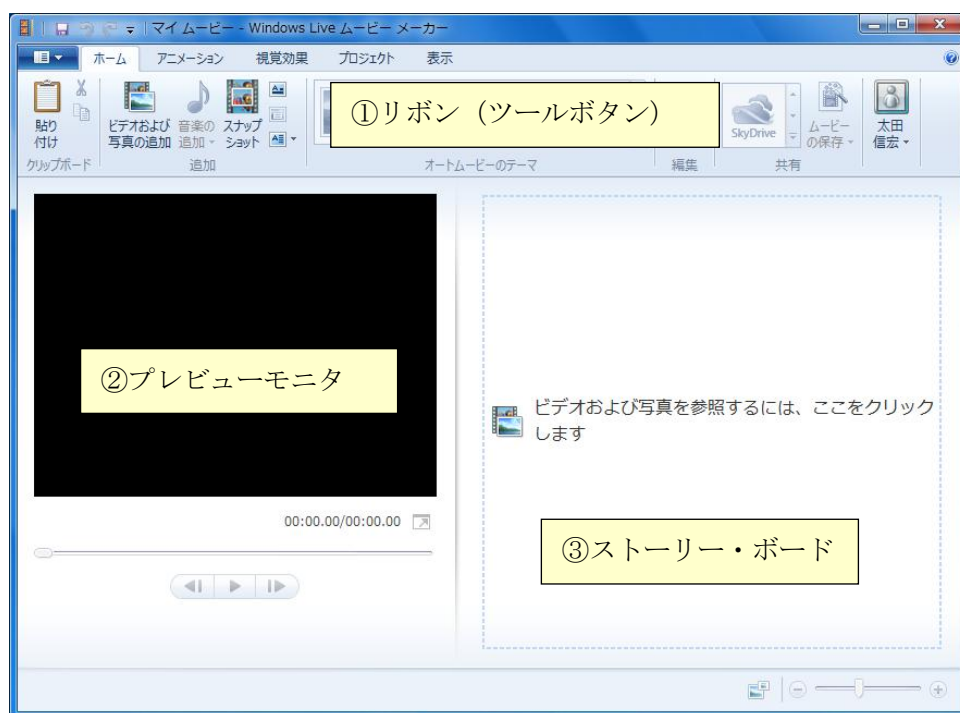 マイ ムービー - Windows Live ムービー メーカー
ホーム アニメーション 視覚効果 プロジェクト 表示
①リボン（ツールボタン）
貼り付け
ビデオおよび写真の追加
音楽の追加
スナップショット
SkyDrive
ムービーの保存
太田信宏
クリップボード 追加 オートムービーのテーマ 編集 共有
②プレビューモニタ
ビデオおよび写真を参照するには、ここをクリック
します
00:00.00/00:00.00
③ストーリー・ボード